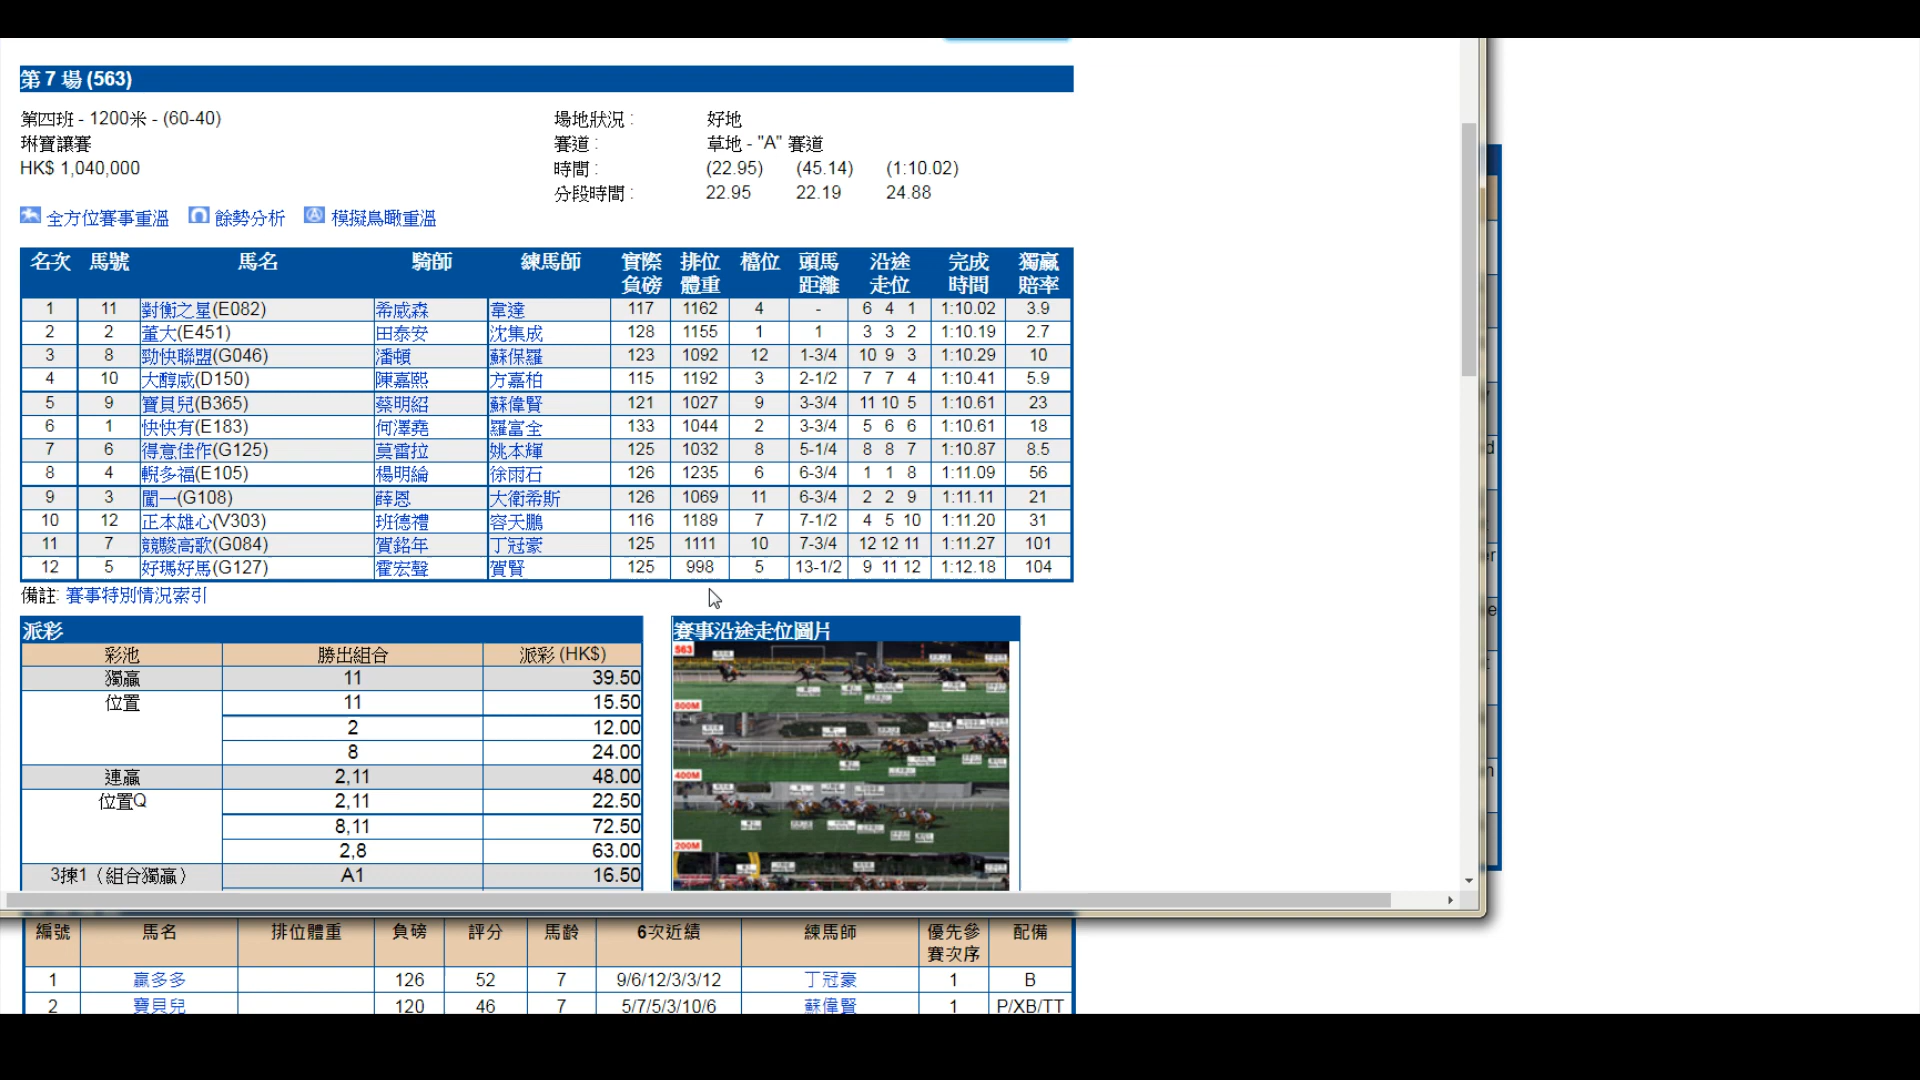 第 7 場 (563)
第四班 - 1200米 - (60-40) 場地狀況 : 好地
琳寶讓賽 賽道 : 草地 - "A" 賽道
HK$ 1,040,000 時間 : (22.95) (45.14) (1:10.02)
分段時間 : 22.95 22.19 24.88
全方位賽事重溫 餘勢分析 模擬鳥瞰重溫
名次 馬號 馬名 騎師 練馬師 實際負磅 排位體重 檔位 頭馬距離 沿途走位 完成時間 獨贏賠率
1 11 對衡之星(E082) 希威森 韋達 117 1162 4 - 6 4 1 1:10.02 3.9
2 2 董大(E451) 田泰安 沈集成 128 1155 1 1 3 3 2 1:10.19 2.7
3 8 勁快聯盟(G046) 潘頓 蘇保羅 123 1092 12 1-3/4 10 9 3 1:10.29 10
4 10 大醇威(D150) 陳嘉熙 方嘉柏 115 1192 3 2-1/2 7 7 4 1:10.41 5.9
5 9 寶貝兒(B365) 蔡明紹 蘇偉賢 121 1027 9 3-3/4 11 10 5 1:10.61 23
6 1 快快有(E183) 何澤堯 羅富全 133 1044 2 3-3/4 5 6 6 1:10.61 18
7 6 得意佳作(G125) 莫雷拉 姚本輝 125 1032 8 5-1/4 8 8 7 1:10.87 8.5
8 4 輗多福(E105) 楊明綸 徐雨石 126 1235 6 6-3/4 1 1 8 1:11.09 56
9 3 闖一(G108) 薛恩 大衛希斯 126 1069 11 6-3/4 2 2 9 1:11.11 21
10 12 正本雄心(V303) 班德禮 容天鵬 116 1189 7 7-1/2 4 5 10 1:11.20 31
11 7 競駿高歌(G084) 賀銘年 丁冠豪 125 1111 10 7-3/4 12 12 11 1:11.27 101
12 5 好瑪好馬(G127) 霍宏聲 賀賢 125 998 5 13-1/2 9 11 12 1:12.18 104
備註: 賽事特別情況索引
派彩
彩池 勝出組合 派彩 (HK$)
獨贏 11 39.50
位置 11 15.50
2 12.00
8 24.00
連贏 2,11 48.00
位置Q 2,11 22.50
8,11 72.50
2,8 63.00
3揀1（組合獨贏） A1 16.50
賽事沿途走位圖片
563
800M
400M
200M
編號 馬名 排位體重 負磅 評分 馬齡 6次近績 練馬師 優先參賽次序 配備
1 贏多多 126 52 7 9/6/12/3/3/12 丁冠豪 1 B
2 寶貝兒 120 46 7 5/7/5/3/10/6 蘇偉賢 1 P/XB/TT